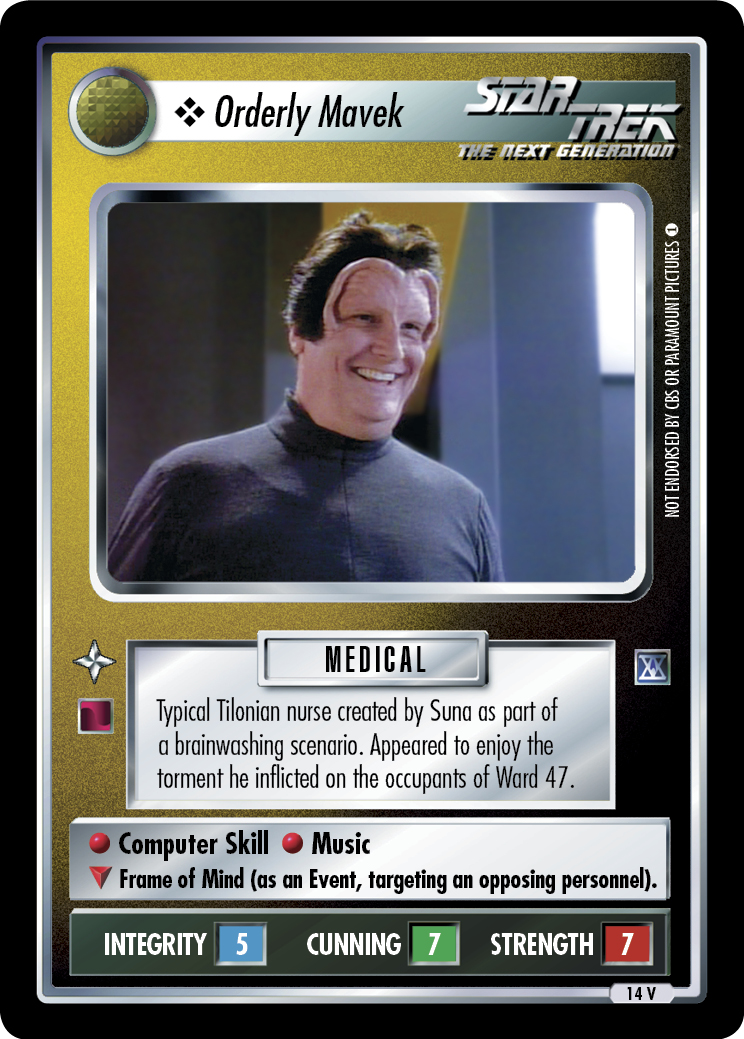 ❖ Orderly Mavek
STAR TREK
THE NEXT GENERATION
NOT ENDORSED BY CBS OR PARAMOUNT PICTURES 1
MEDICAL
Typical Tilonian nurse created by Suna as part of
a brainwashing scenario. Appeared to enjoy the
torment he inflicted on the occupants of Ward 47.
Computer Skill Music
Frame of Mind (as an Event, targeting an opposing personnel).
INTEGRITY 5 CUNNING 7 STRENGTH 7
14 V